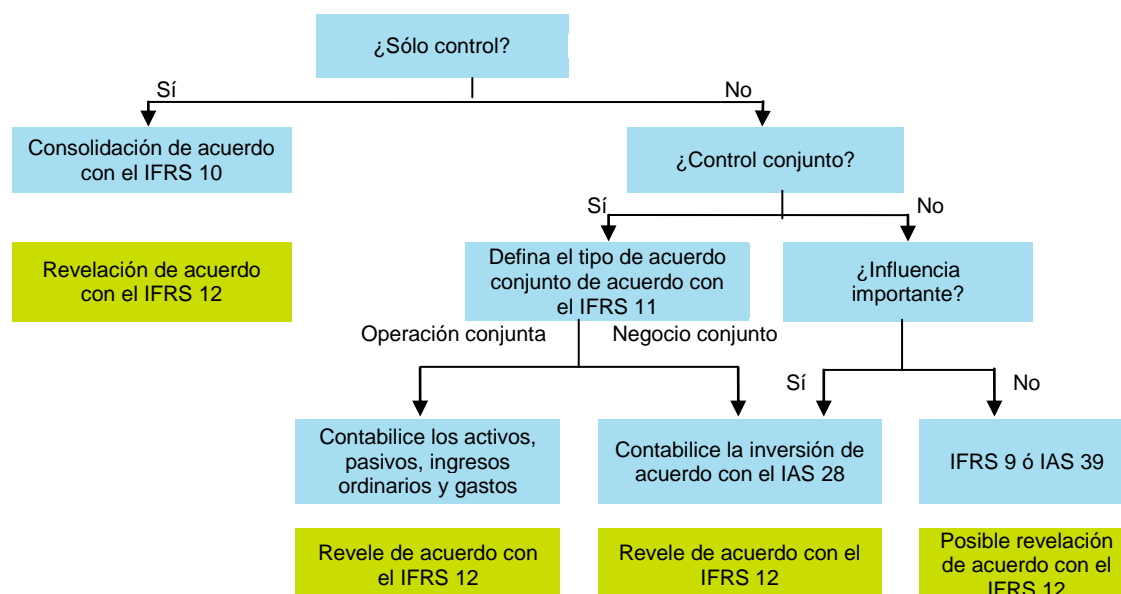 ¿Sólo control?
Sí
No
Consolidación de acuerdo
con el IFRS 10
¿Control conjunto?
Sí
No
Revelación de acuerdo
con el IFRS 12
Defina el tipo de acuerdo
conjunto de acuerdo con
el IFRS 11
¿Influencia
importante?
Operación conjunta
Negocio conjunto
Sí
No
Contabilice los activos,
pasivos, ingresos
ordinarios y gastos
Contabilice la inversión de
acuerdo con el IAS 28
IFRS 9 ó IAS 39
Revele de acuerdo con
el IFRS 12
Revele de acuerdo con el
IFRS 12
Posible revelación
de acuerdo con el
IFRS 12